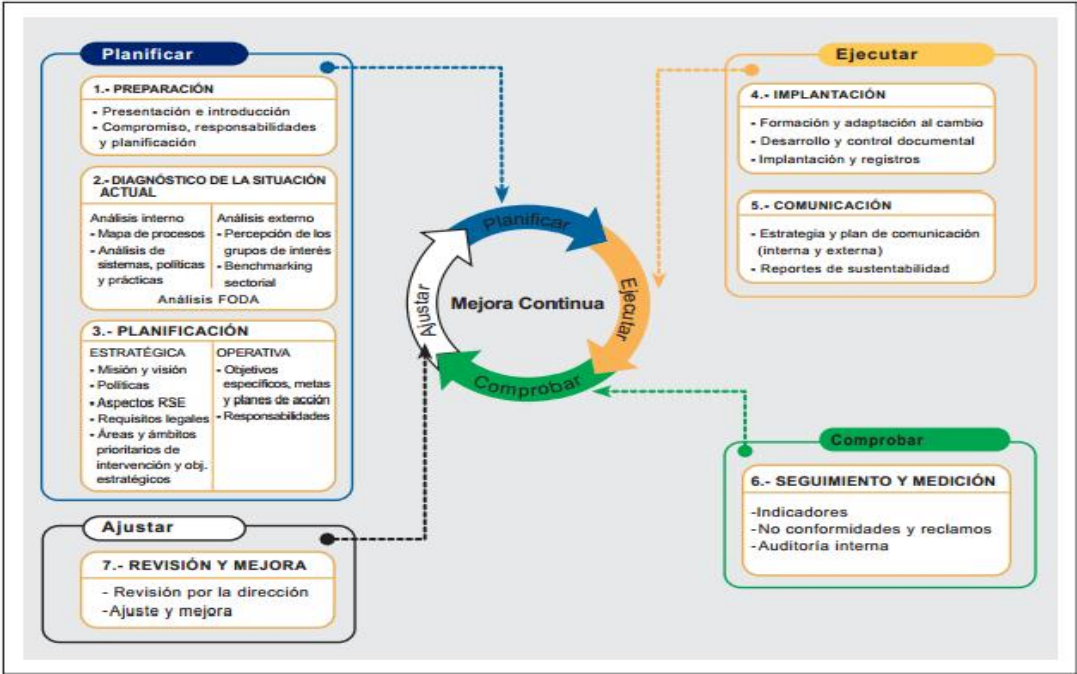 Planificar
1.- PREPARACIÓN
- Presentación e introducción
- Compromiso, responsabilidades
y planificación
2.- DIAGNÓSTICO DE LA SITUACIÓN
ACTUAL
Análisis interno
- Mapa de procesos
- Análisis de
sistemas, políticas
y prácticas
Análisis externo
- Percepción de los
grupos de interés
- Benchmarking
sectorial
Análisis FODA
3.- PLANIFICACIÓN
ESTRATÉGICA
- Misión y visión
- Políticas
- Aspectos RSE
- Requisitos legales
- Áreas y ámbitos
prioritarios de
intervención y obj.
estratégicos
OPERATIVA
- Objetivos
específicos, metas
y planes de acción
- Responsabilidades
Ajustar
7.- REVISIÓN Y MEJORA
- Revisión por la dirección
-Ajuste y mejora
Planificar
Ejecutar
Comprobar
Ajustar
Mejora Continua
Ejecutar
4.- IMPLANTACIÓN
- Formación y adaptación al cambio
- Desarrollo y control documental
- Implantación y registros
5.- COMUNICACIÓN
- Estrategia y plan de comunicación
(interna y externa)
- Reportes de sustentabilidad
Comprobar
6.- SEGUIMIENTO Y MEDICIÓN
-Indicadores
-No conformidades y reclamos
-Auditoría interna